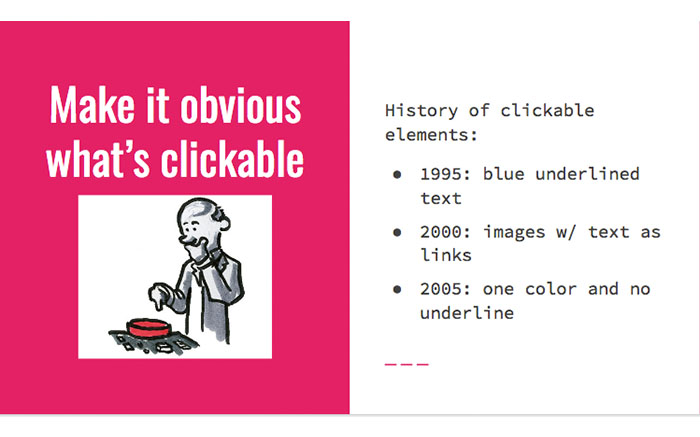 Make it obvious
what's clickable
History of clickable
elements:
● 1995: blue underlined
text
● 2000: images w/ text as
links
● 2005: one color and no
underline